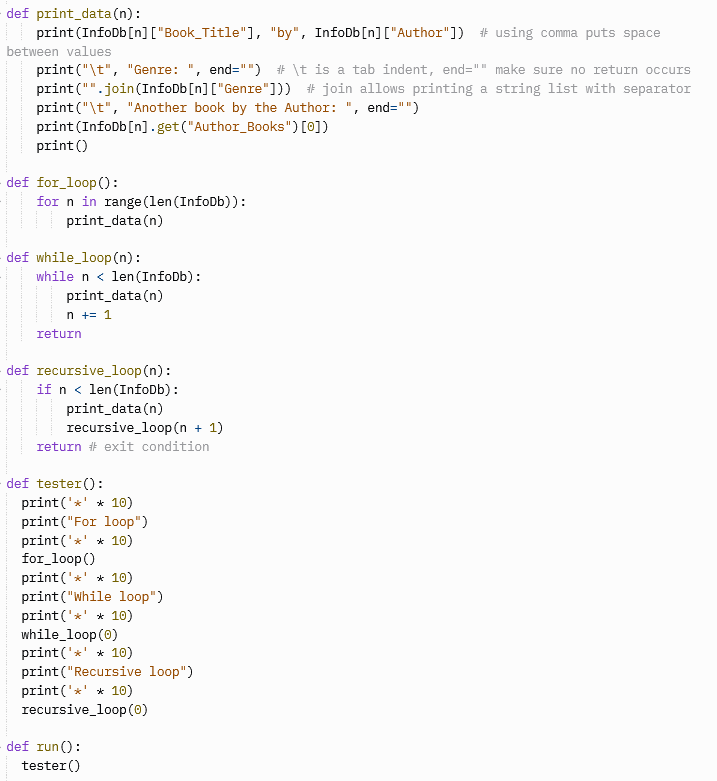 def print_data(n):
    print(InfoDb[n]["Book_Title"], "by", InfoDb[n]["Author"])  # using comma puts space
between values
    print("\t", "Genre: ", end="")  # \t is a tab indent, end="" make sure no return occurs
    print("".join(InfoDb[n]["Genre"]))  # join allows printing a string list with separator
    print("\t", "Another book by the Author: ", end="")
    print(InfoDb[n].get("Author_Books")[0])
    print()

def for_loop():
    for n in range(len(InfoDb)):
        print_data(n)

def while_loop(n):
    while n < len(InfoDb):
        print_data(n)
        n += 1
    return

def recursive_loop(n):
    if n < len(InfoDb):
        print_data(n)
        recursive_loop(n + 1)
    return # exit condition

def tester():
  print('*' * 10)
  print("For loop")
  print('*' * 10)
  for_loop()
  print('*' * 10)
  print("While loop")
  print('*' * 10)
  while_loop(0)
  print('*' * 10)
  print("Recursive loop")
  print('*' * 10)
  recursive_loop(0)

def run():
  tester()